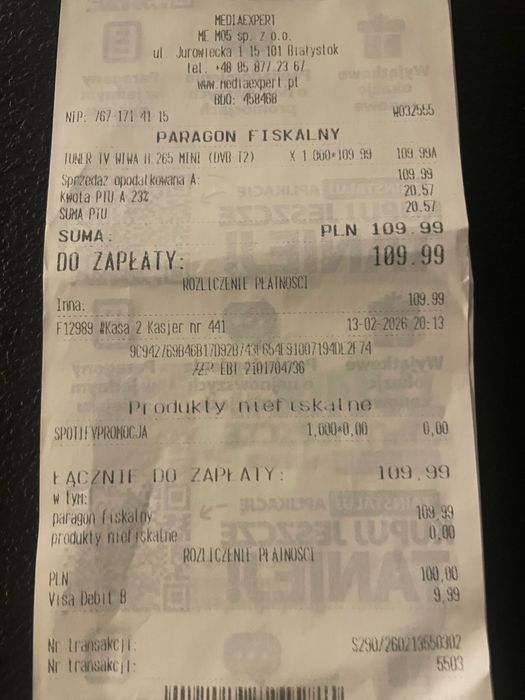 MEDIAEXPERT
ME M05 sp. z o.o.
ul. Jurowiecka 1 15-101 Białystok
tel. +48 85 877 23 67
www.mediaexpert.pl
BDO: 458468
NIP: 767-171 41 15 W032555
PARAGON FISKALNY
TUNER TV WIWA H.265 MINI (DVB T2) X 1.000*109 99 109.99A
Sprzedaż opodatkowana A: 109.99
Kwota PTU A 23% 20.57
SUMA PTU 20.57
SUMA: PLN 109.99
DO ZAPŁATY: 109.99
ROZLICZENIE PŁATNOŚCI
Inna: 109.99
F12989 #Kasa 2 Kasjer nr 441 13-02-2026 20:13
EBT 2101704736
Produkty niefiskalne
SPOTIFYPROMOCJA 1,000*0,00 0,00
ŁĄCZNIE DO ZAPŁATY: 109,99
w tym:
paragon fiskalny 109,99
produkty niefiskalne 0,00
ROZLICZENIE PŁATNOŚCI
PLN 100,00
Visa Debit B 9,99
Nr transakcji: S290/260213550302
Nr transakcji: 5503